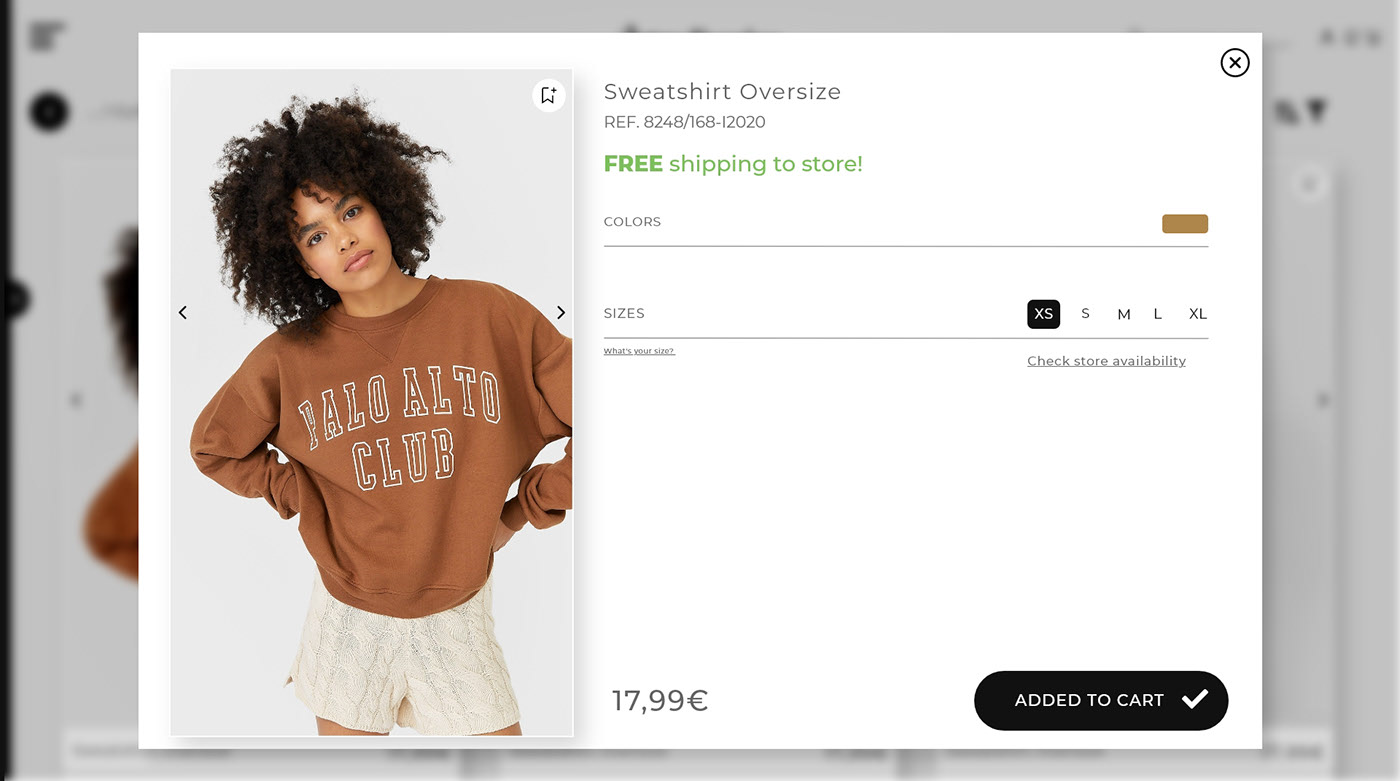 Sweatshirt Oversize
REF. 8248/168-I2020
FREE shipping to store!
COLORS
SIZES
XS S M L XL
What's your size?
Check store availability
PALO ALTO
CLUB
17,99€
ADDED TO CART